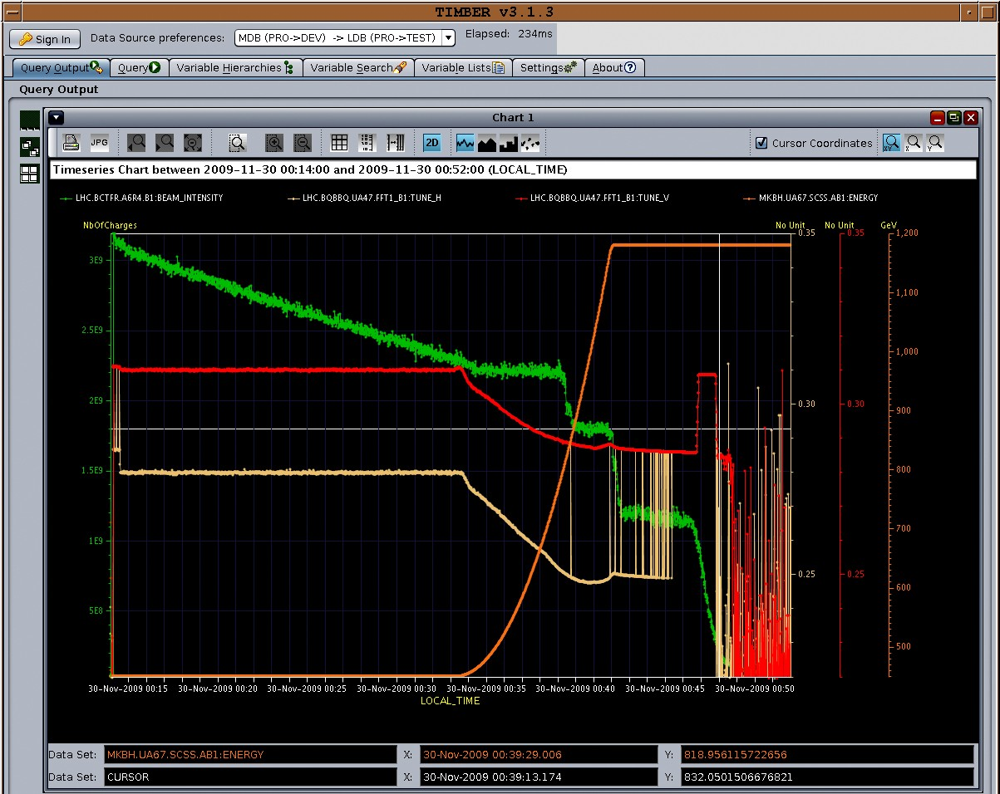 TIMBER v3.1.3
Sign In Data Source preferences: MDB (PRO->DEV) -> LDB (PRO->TEST) Elapsed: 234ms
Query Output Query Variable Hierarchies Variable Search Variable Lists Settings About
Query Output
Chart 1
JPG 2D Cursor Coordinates XY X Y
Timeseries Chart between 2009-11-30 00:14:00 and 2009-11-30 00:52:00 (LOCAL_TIME)
LHC.BCTFR.A6R4.B1:BEAM_INTENSITY LHC.BQBBQ.UA47.FFT1_B1:TUNE_H LHC.BQBBQ.UA47.FFT1_B1:TUNE_V MKBH.UA67.SCSS.AB1:ENERGY
NbOfCharges No Unit No Unit GeV
0.35 0.35 1,200
3E9
1,100
2.5E9
1,000
2E9 0.30 0.30
900
1.5E9 800
1E9 700
0.25 0.25
600
5E8
500
30-Nov-2009 00:15 30-Nov-2009 00:20 30-Nov-2009 00:25 30-Nov-2009 00:30 30-Nov-2009 00:35 30-Nov-2009 00:40 30-Nov-2009 00:45 30-Nov-2009 00:50
LOCAL_TIME
Data Set: MKBH.UA67.SCSS.AB1:ENERGY X: 30-Nov-2009 00:39:29.006 Y: 818.956115722656
Data Set: CURSOR X: 30-Nov-2009 00:39:13.174 Y: 832.0501506676821